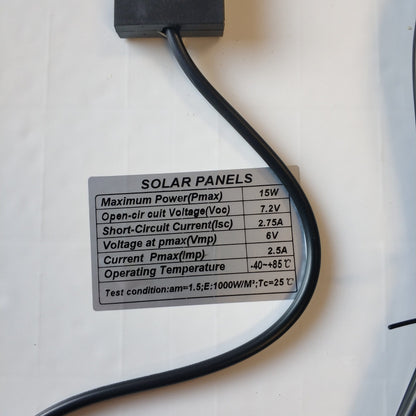 SOLAR PANELS
Maximum Power(Pmax) 15W
Open-cir cuit Voltage(Voc) 7.2V
Short-Circuit Current(Isc) 2.75A
Voltage at pmax(Vmp) 6V
Current Pmax(Imp) 2.5A
Operating Temperature -40~+85℃
Test condition:am=1.5;E:1000W/M²;Tc=25℃